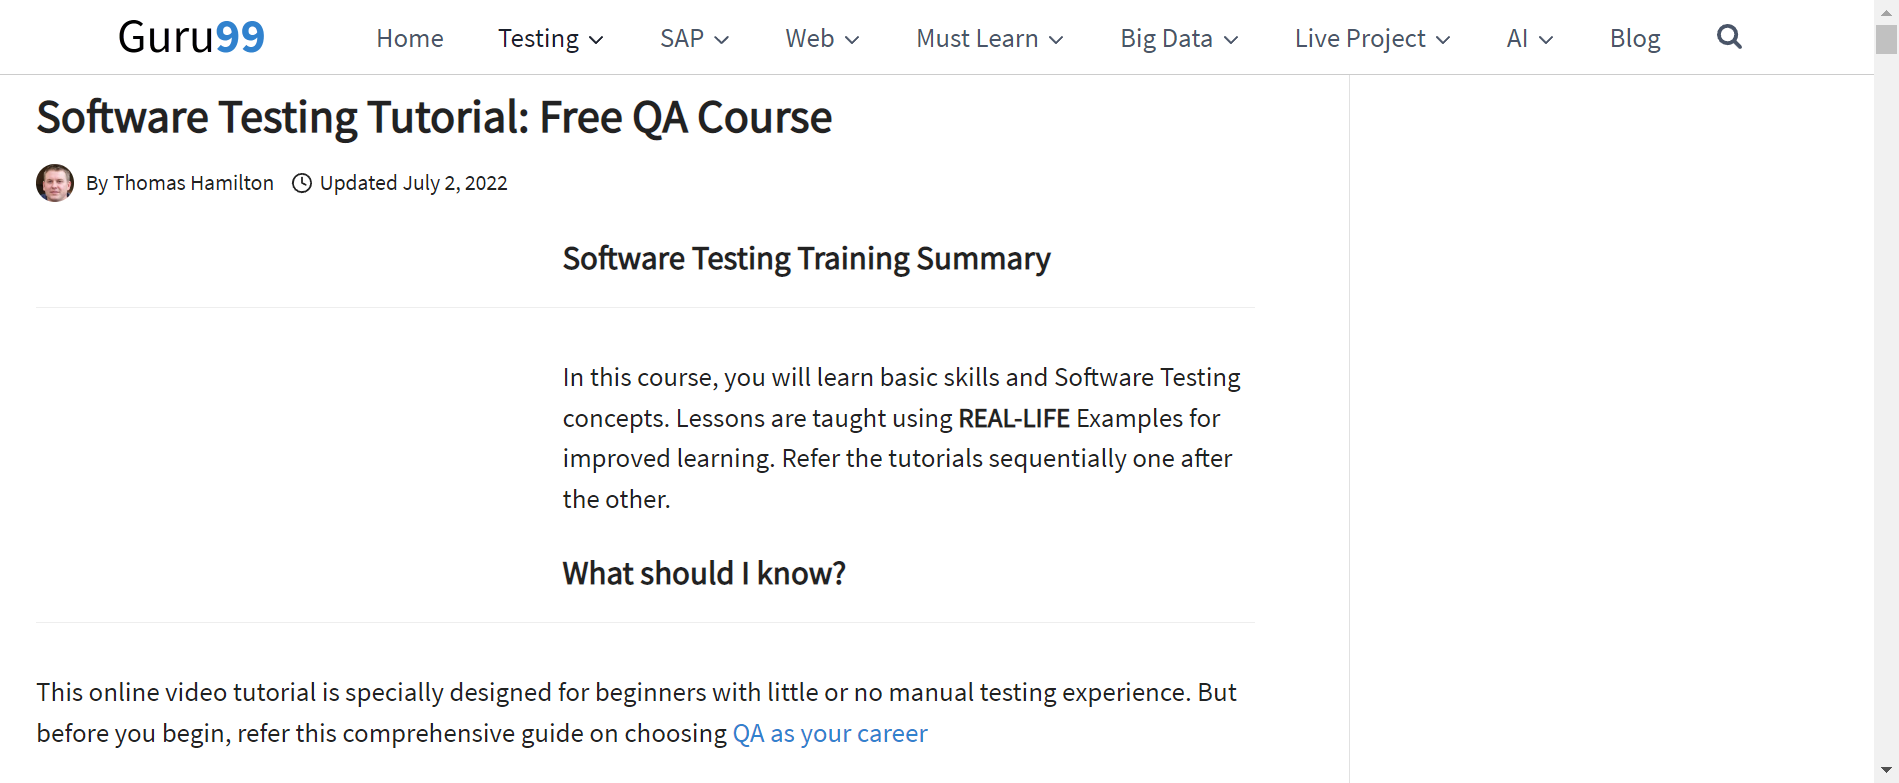 Guru99 Home Testing SAP Web Must Learn Big Data Live Project AI Blog
Software Testing Tutorial: Free QA Course
By Thomas Hamilton Updated July 2, 2022
Software Testing Training Summary
In this course, you will learn basic skills and Software Testing
concepts. Lessons are taught using REAL-LIFE Examples for
improved learning. Refer the tutorials sequentially one after
the other.
What should I know?
This online video tutorial is specially designed for beginners with little or no manual testing experience. But
before you begin, refer this comprehensive guide on choosing QA as your career